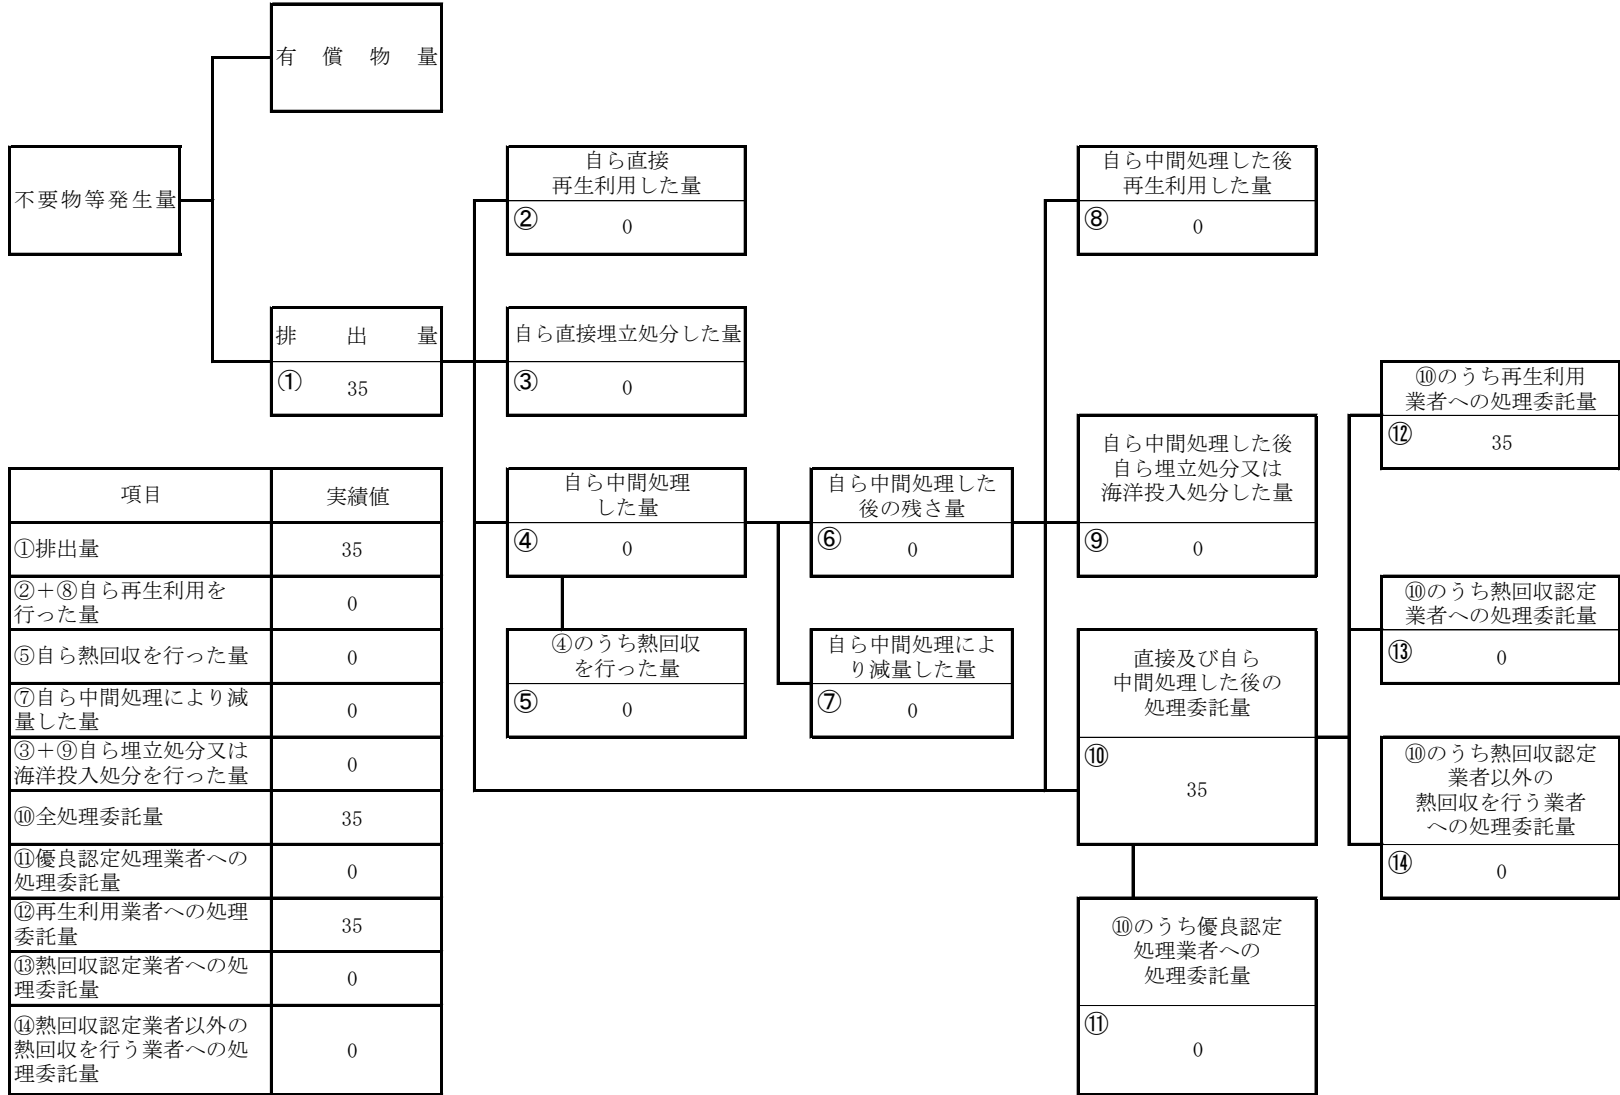 有償物量
不要物等発生量
排出量
① 35
自ら直接
再生利用した量
② 0
自ら直接埋立処分した量
③ 0
自ら中間処理
した量
④ 0
④のうち熱回収
を行った量
⑤ 0
自ら中間処理した
後の残さ量
⑥ 0
自ら中間処理によ
り減量した量
⑦ 0
自ら中間処理した後
再生利用した量
⑧ 0
自ら中間処理した後
自ら埋立処分又は
海洋投入処分した量
⑨ 0
直接及び自ら
中間処理した後の
処理委託量
⑩
35
⑩のうち優良認定
処理業者への
処理委託量
⑪
0
⑩のうち再生利用
業者への処理委託量
⑫ 35
⑩のうち熱回収認定
業者への処理委託量
⑬ 0
⑩のうち熱回収認定
業者以外の
熱回収を行う業者
への処理委託量
⑭ 0
項目 実績値
①排出量 35
②+⑧自ら再生利用を
行った量 0
⑤自ら熱回収を行った量 0
⑦自ら中間処理により減
量した量 0
③+⑨自ら埋立処分又は
海洋投入処分を行った量 0
⑩全処理委託量 35
⑪優良認定処理業者への
処理委託量 0
⑫再生利用業者への処理
委託量 35
⑬熱回収認定業者への処
理委託量 0
⑭熱回収認定業者以外の
熱回収を行う業者への処 0
理委託量